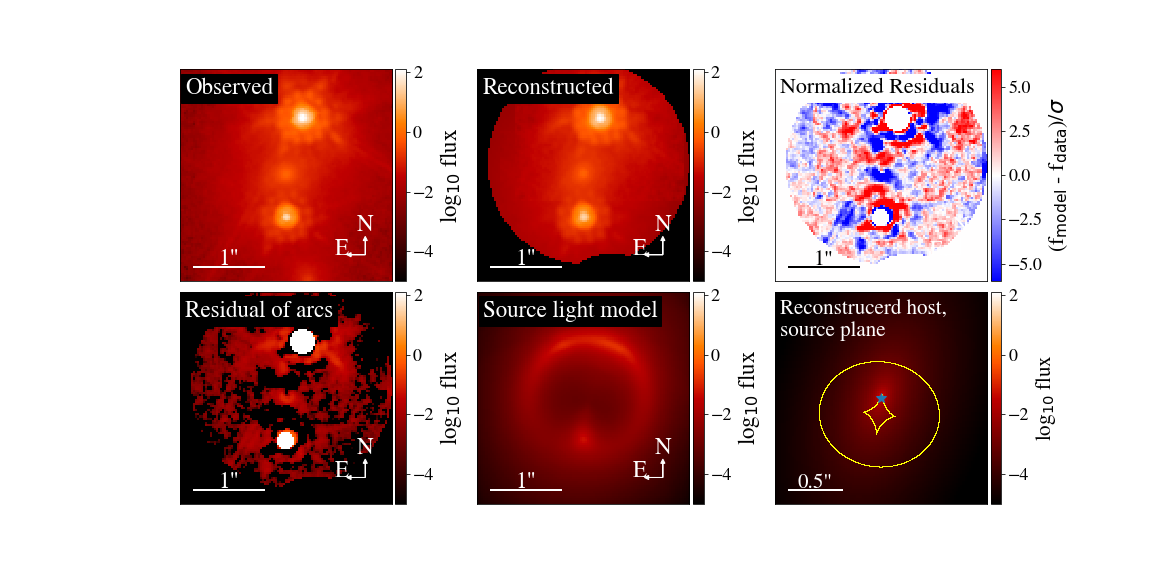 Observed
N
E
1"
2
0
−2
−4
log10 flux
Reconstructed
N
E
1"
2
0
−2
−4
log10 flux
Normalized Residuals
1"
5.0
2.5
0.0
−2.5
−5.0
(fmodel - fdata)/σ
Residual of arcs
N
E
1"
2
0
−2
−4
log10 flux
Source light model
N
E
1"
2
0
−2
−4
log10 flux
Reconstrucerd host,
source plane
0.5"
2
0
−2
−4
log10 flux